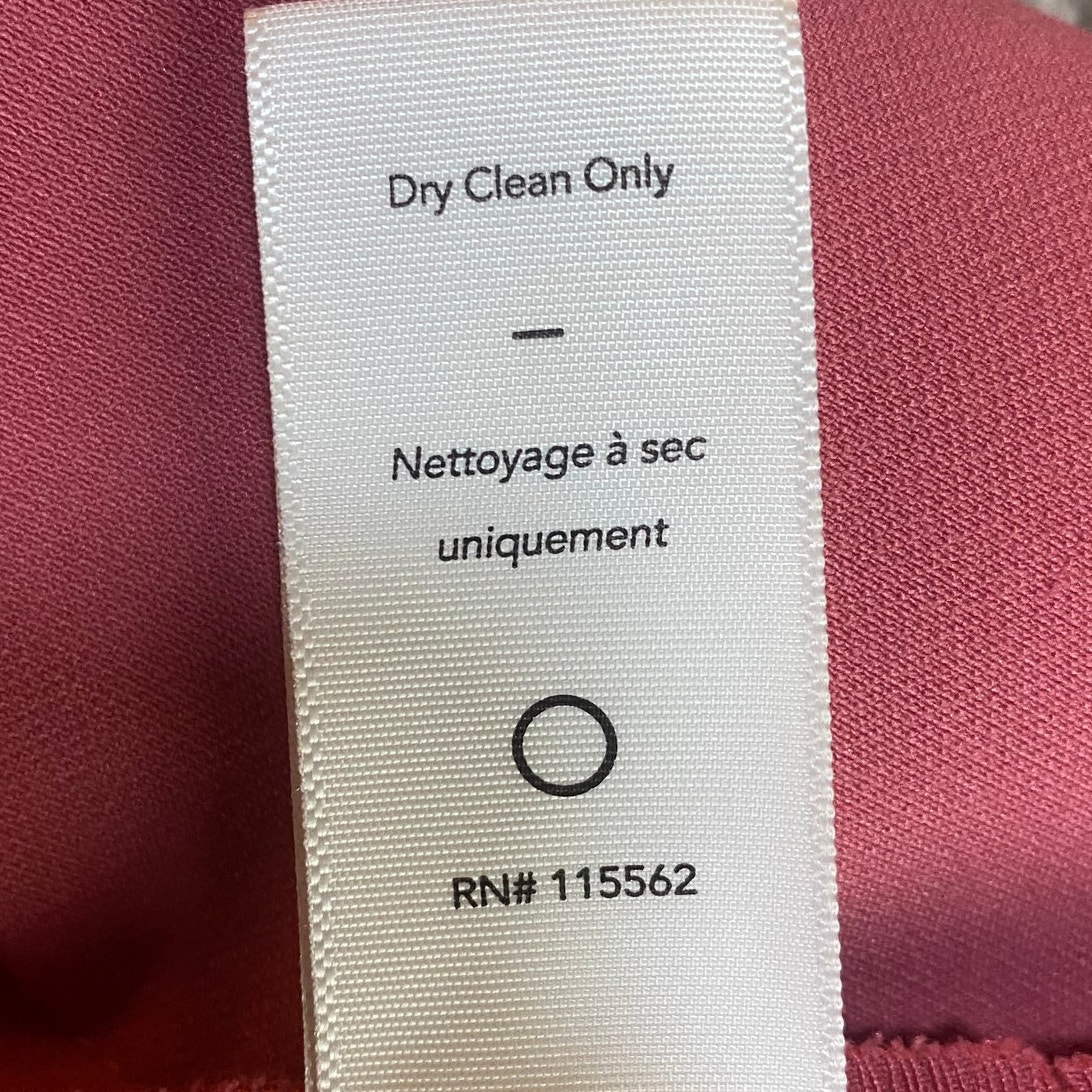 Dry Clean Only
—
Nettoyage à sec
uniquement
RN# 115562